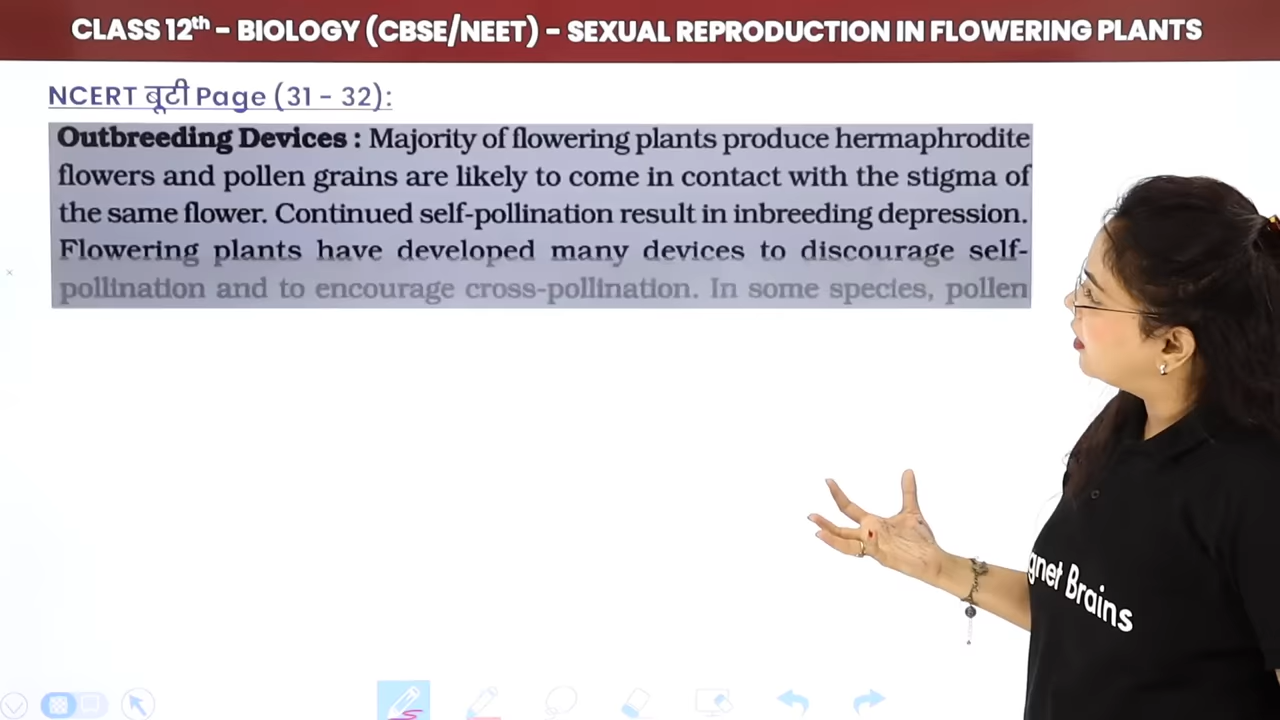 CLASS 12th - BIOLOGY (CBSE/NEET) - SEXUAL REPRODUCTION IN FLOWERING PLANTS
NCERT बूटी Page (31 - 32):
Outbreeding Devices : Majority of flowering plants produce hermaphrodite
flowers and pollen grains are likely to come in contact with the stigma of
the same flower. Continued self-pollination result in inbreeding depression.
Flowering plants have developed many devices to discourage self-
pollination and to encourage cross-pollination. In some species, pollen
gnet Brains